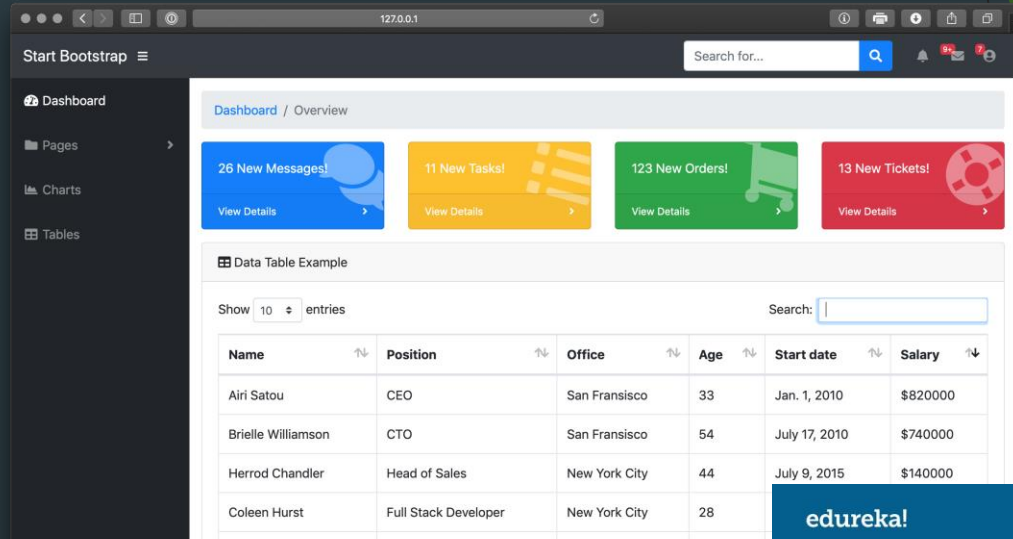 127.0.0.1
Start Bootstrap
Search for...
9+
7
Dashboard
Pages
Charts
Tables
Dashboard / Overview
26 New Messages!
View Details
11 New Tasks!
View Details
123 New Orders!
View Details
13 New Tickets!
View Details
Data Table Example
Show 10 entries
Search:
Name Position Office Age Start date Salary
Airi Satou CEO San Fransisco 33 Jan. 1, 2010 $820000
Brielle Williamson CTO San Fransisco 54 July 17, 2010 $740000
Herrod Chandler Head of Sales New York City 44 July 9, 2015 $140000
Coleen Hurst Full Stack Developer New York City 28
edureka!